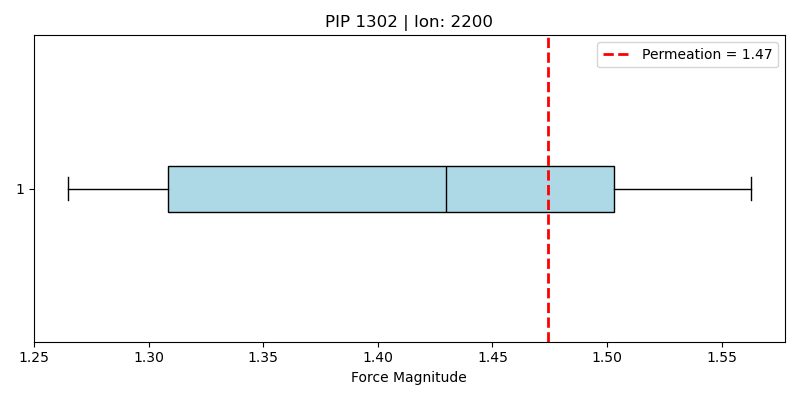 PIP 1302 | Ion: 2200
Permeation = 1.47
1
1.25 1.30 1.35 1.40 1.45 1.50 1.55
Force Magnitude